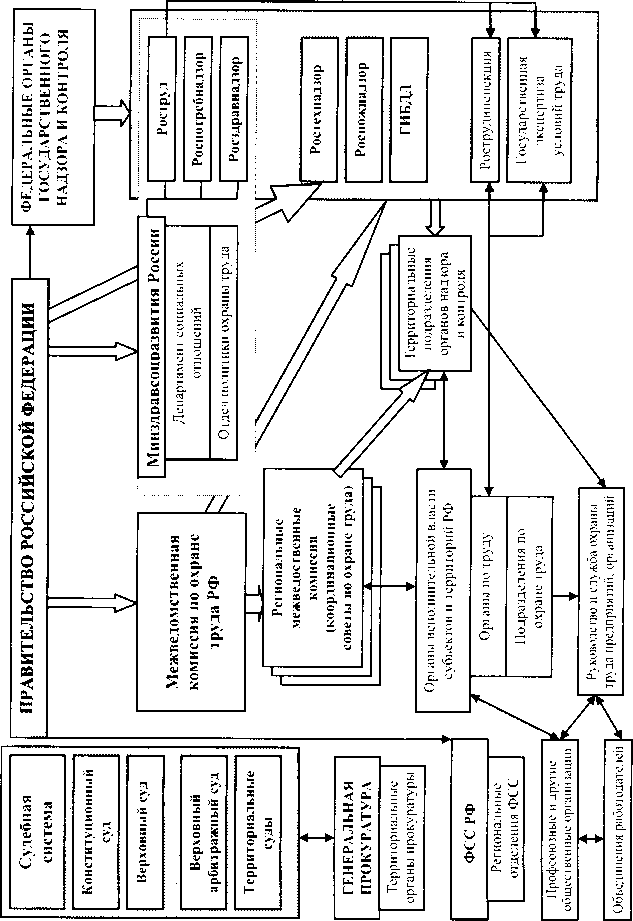 ПРАВИТЕЛЬСТВО РОССИЙСКОЙ ФЕДЕРАЦИИ
ФЕДЕРАЛЬНЫЕ ОРГАНЫ
ГОСУДАРСТВЕННОГО
НАДЗОРА И КОНТРОЛЯ
Судебная
система
Конституционный
суд
Верховный суд
Верховный
арбитражный суд
Территориальные
суды
ГЕНЕРАЛЬНАЯ
ПРОКУРАТУРА
Территориальные
органы прокуратуры
ФСС РФ
Региональные
отделения ФСС
Профсоюзные и другие
общественные организации
Объединения работодателей
Межведомственная
комиссия по охране
труда РФ
Региональные
межведоственные
комиссия
(координационные
советы по охране труда)
Органы исполнительной власти
субъектов и территорий РФ
Органы по труду
Подразделения по
охране труда
Руководство и служба охраны
труда предприятий, организаций
Минздравсоцразвития России
Департамент социальных
отношений
Отдел политики охраны труда
Территориальные
подразделения
органов надзора
и контроля
Роструд
Роспотребнадзор
Росздравнадзор
Ростехнадзор
Роспожнадзор
ГИБДД
Рострудинспекция
Государственная
экспертиза
условий труда